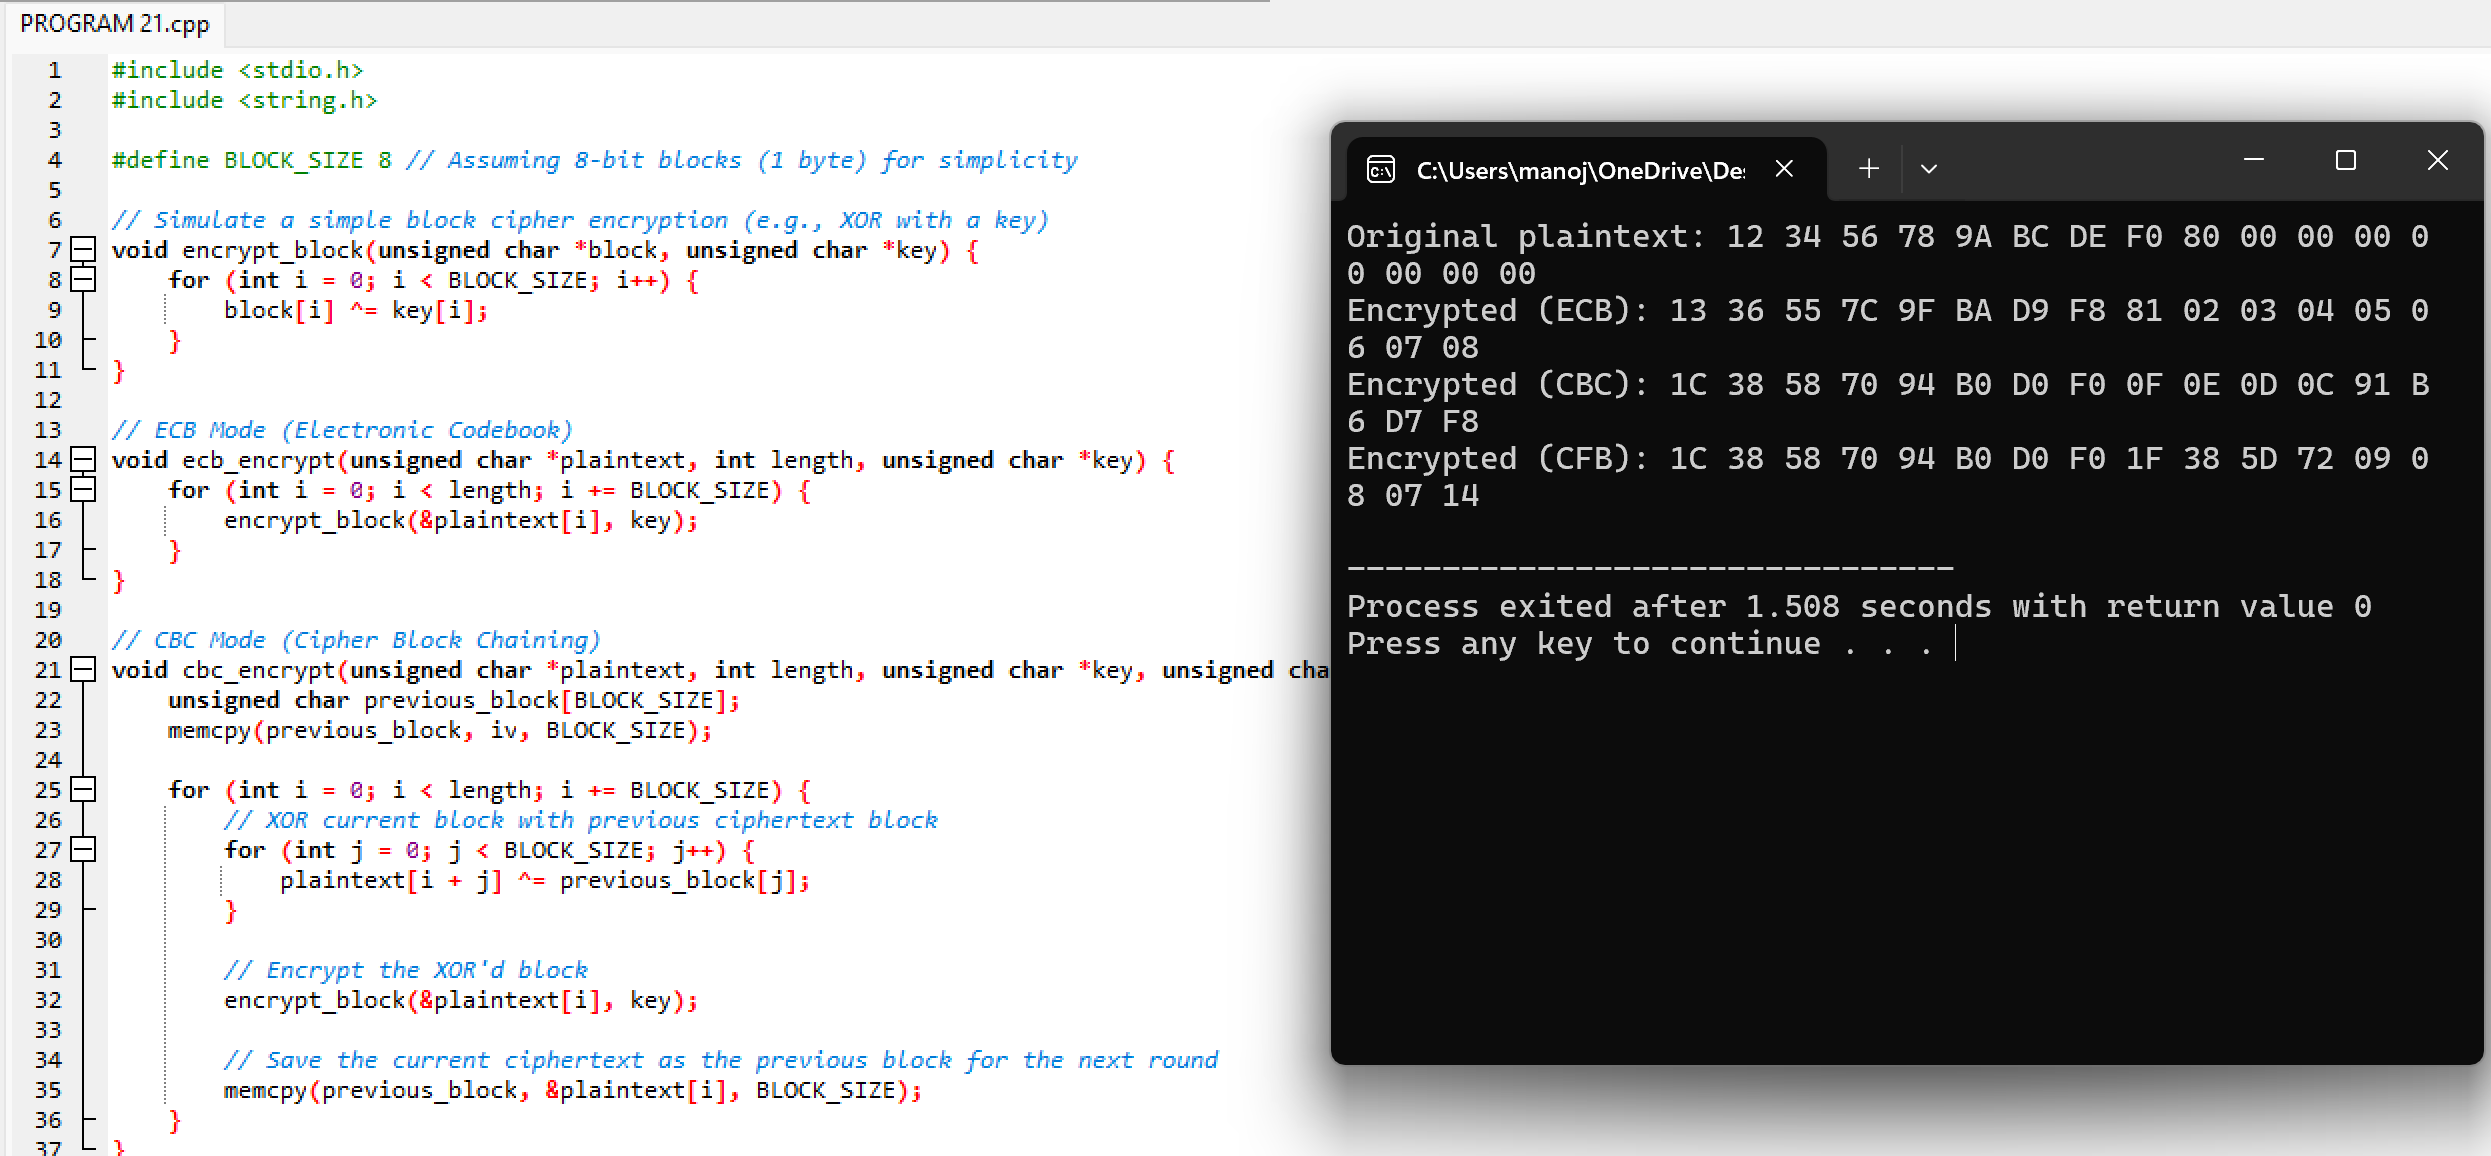 PROGRAM 21.cpp
1 #include <stdio.h>
2 #include <string.h>
3
4 #define BLOCK_SIZE 8 // Assuming 8-bit blocks (1 byte) for simplicity
5
6 // Simulate a simple block cipher encryption (e.g., XOR with a key)
7 void encrypt_block(unsigned char *block, unsigned char *key) {
8 for (int i = 0; i < BLOCK_SIZE; i++) {
9 block[i] ^= key[i];
10 }
11 }
12
13 // ECB Mode (Electronic Codebook)
14 void ecb_encrypt(unsigned char *plaintext, int length, unsigned char *key) {
15 for (int i = 0; i < length; i += BLOCK_SIZE) {
16 encrypt_block(&plaintext[i], key);
17 }
18 }
19
20 // CBC Mode (Cipher Block Chaining)
21 void cbc_encrypt(unsigned char *plaintext, int length, unsigned char *key, unsigned cha
22 unsigned char previous_block[BLOCK_SIZE];
23 memcpy(previous_block, iv, BLOCK_SIZE);
24
25 for (int i = 0; i < length; i += BLOCK_SIZE) {
26 // XOR current block with previous ciphertext block
27 for (int j = 0; j < BLOCK_SIZE; j++) {
28 plaintext[i + j] ^= previous_block[j];
29 }
30
31 // Encrypt the XOR'd block
32 encrypt_block(&plaintext[i], key);
33
34 // Save the current ciphertext as the previous block for the next round
35 memcpy(previous_block, &plaintext[i], BLOCK_SIZE);
36 }
37 }
C:\Users\manoj\OneDrive\Des
Original plaintext: 12 34 56 78 9A BC DE F0 80 00 00 00 0
0 00 00 00
Encrypted (ECB): 13 36 55 7C 9F BA D9 F8 81 02 03 04 05 0
6 07 08
Encrypted (CBC): 1C 38 58 70 94 B0 D0 F0 0F 0E 0D 0C 91 B
6 D7 F8
Encrypted (CFB): 1C 38 58 70 94 B0 D0 F0 1F 38 5D 72 09 0
8 07 14
--------------------------------
Process exited after 1.508 seconds with return value 0
Press any key to continue . . .